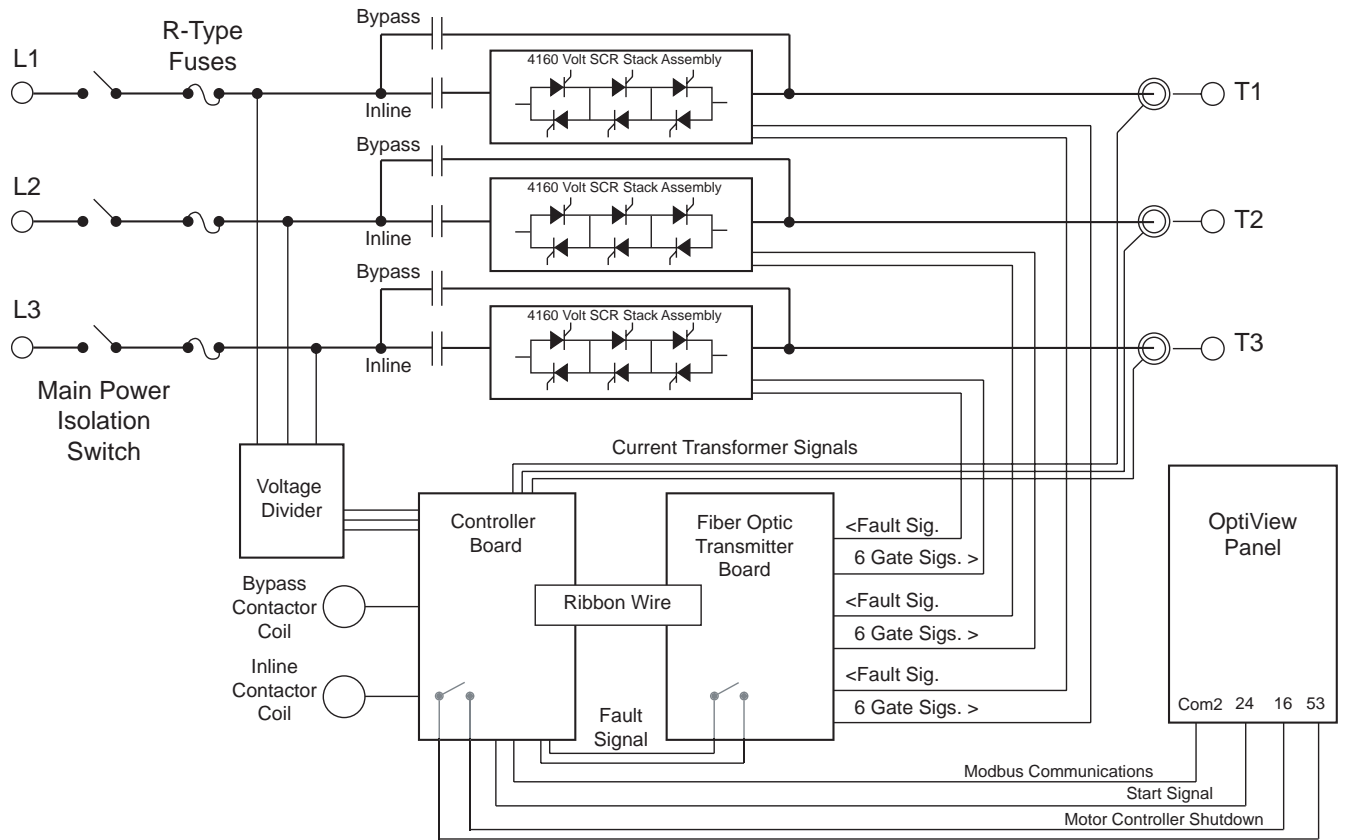 Bypass
R-Type
Fuses
L1
4160 Volt SCR Stack Assembly
T1
Inline
Bypass
L2
4160 Volt SCR Stack Assembly
T2
Inline
Bypass
L3
4160 Volt SCR Stack Assembly
T3
Inline
Main Power
Isolation
Switch
Current Transformer Signals
Voltage
Divider
Controller
Board
Fiber Optic
Transmitter
Board
<Fault Sig.
6 Gate Sigs. >
<Fault Sig.
6 Gate Sigs. >
<Fault Sig.
6 Gate Sigs. >
OptiView
Panel
Bypass
Contactor
Coil
Ribbon Wire
Inline
Contactor
Coil
Com2 24 16 53
Fault
Signal
Modbus Communications
Start Signal
Motor Controller Shutdown